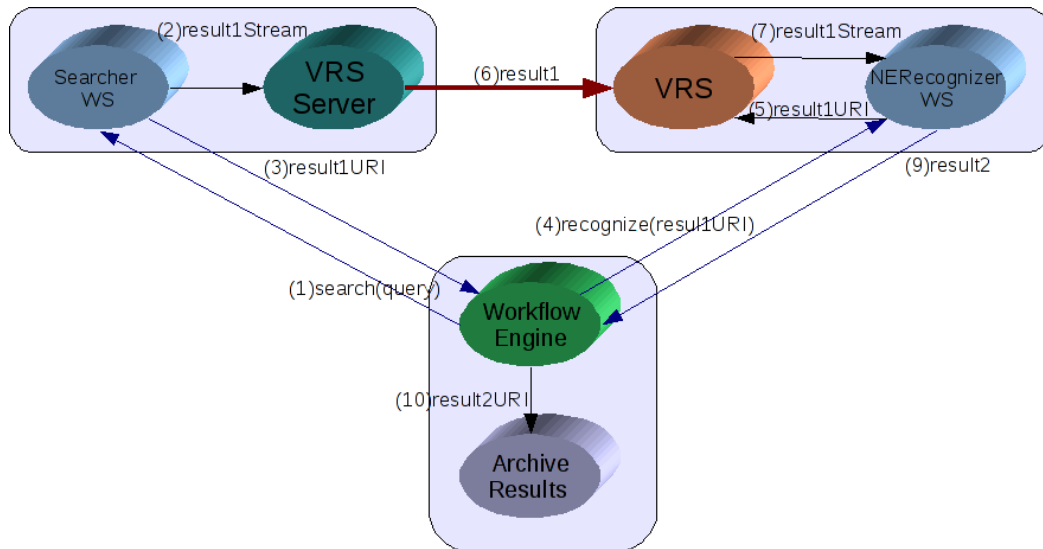 (2)result1Stream
(7)result1Stream
Searcher
WS
VRS
Server
(6)result1
VRS
NERecognizer
WS
(5)result1URI
(3)result1URI
(9)result2
(4)recognize(resul1URI)
(1)search(query)
Workflow
Engine
(10)result2URI
Archive
Results